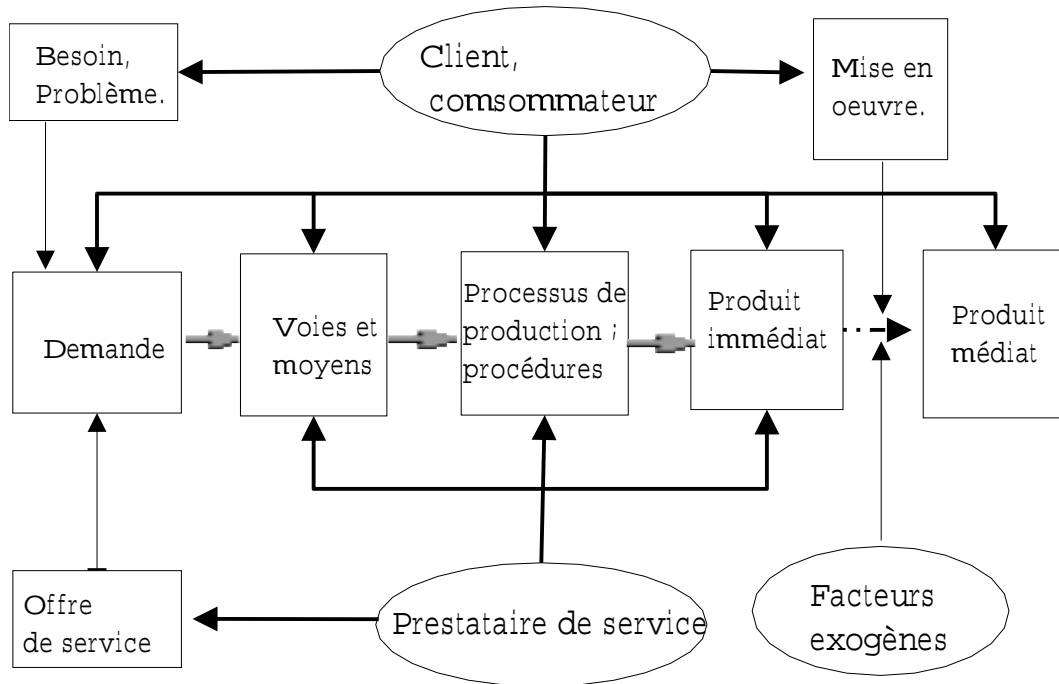 Besoin,
Problème.
Client,
comsommateur
Mise en
oeuvre.
Demande
Voies et
moyens
Processus de
production ;
procédures
Produit
immédiat
Produit
médiat
Offre
de service
Prestataire de service
Facteurs
exogènes